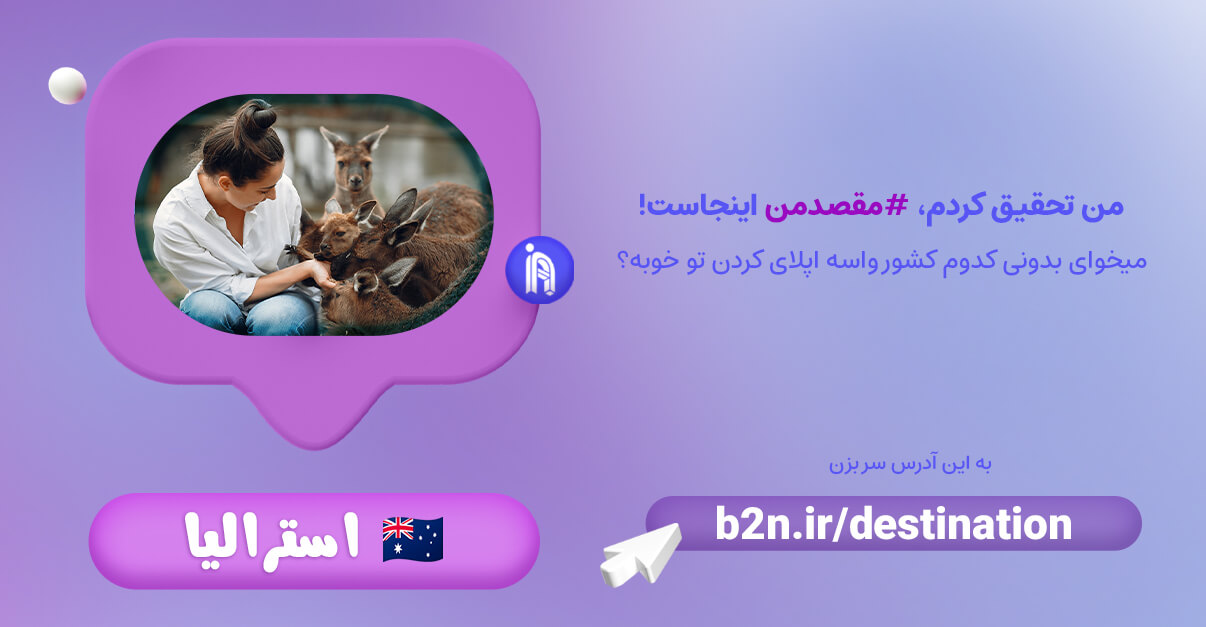 من تحقیق کردم، #مقصدمن اینجاست!
میخوای بدونی کدوم کشور واسه اپلای کردن تو خوبه؟
به این آدرس سر بزن
b2n.ir/destination
استرالیا